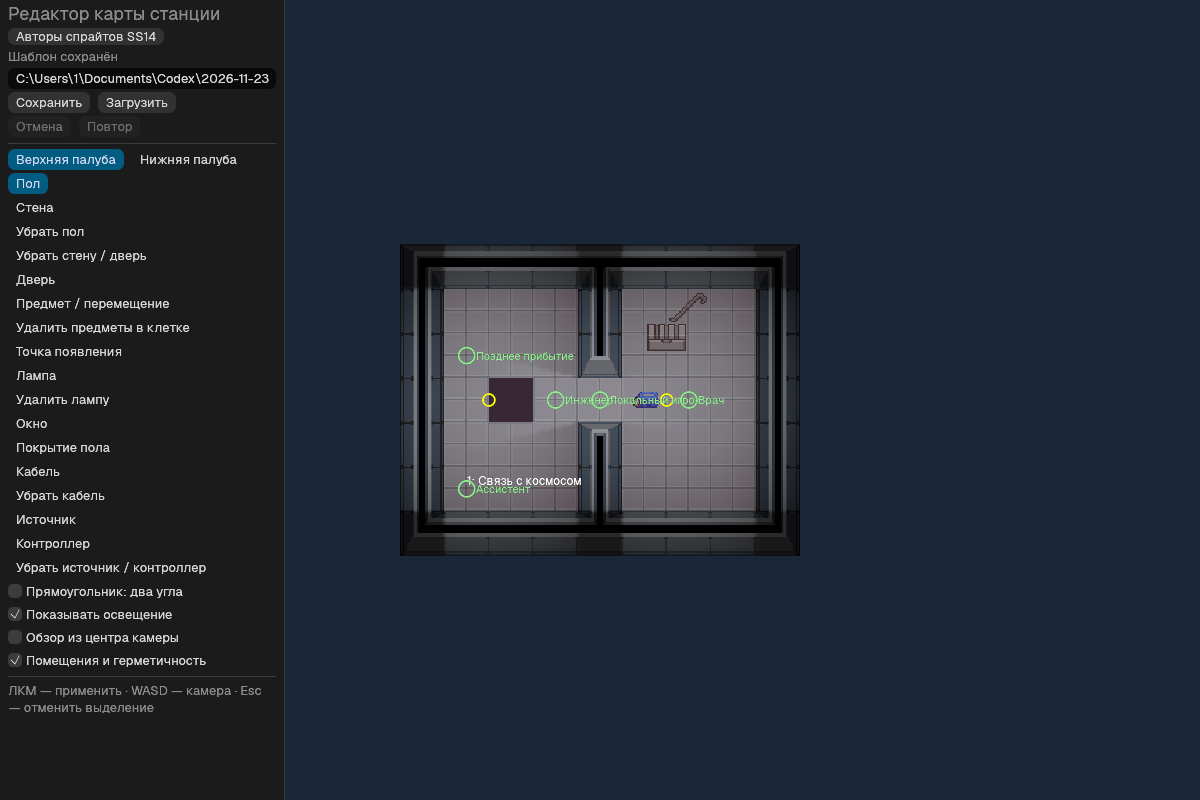 Редактор карты станции
Авторы спрайтов SS14
Шаблон сохранён
C:\Users\1\Documents\Codex\2026-11-23
Сохранить Загрузить
Отмена Повтор
Верхняя палуба Нижняя палуба
Пол
Стена
Убрать пол
Убрать стену / дверь
Дверь
Предмет / перемещение
Удалить предметы в клетке
Точка появления
Лампа
Удалить лампу
Окно
Покрытие пола
Кабель
Убрать кабель
Источник
Контроллер
Убрать источник / контроллер
Прямоугольник: два угла
Показывать освещение
Обзор из центра камеры
Помещения и герметичность
ЛКМ — применить · WASD — камера · Esc
— отменить выделение
Позднее прибытие
Инженер Локальный Врач
1: Связь с космосом
Ассистент